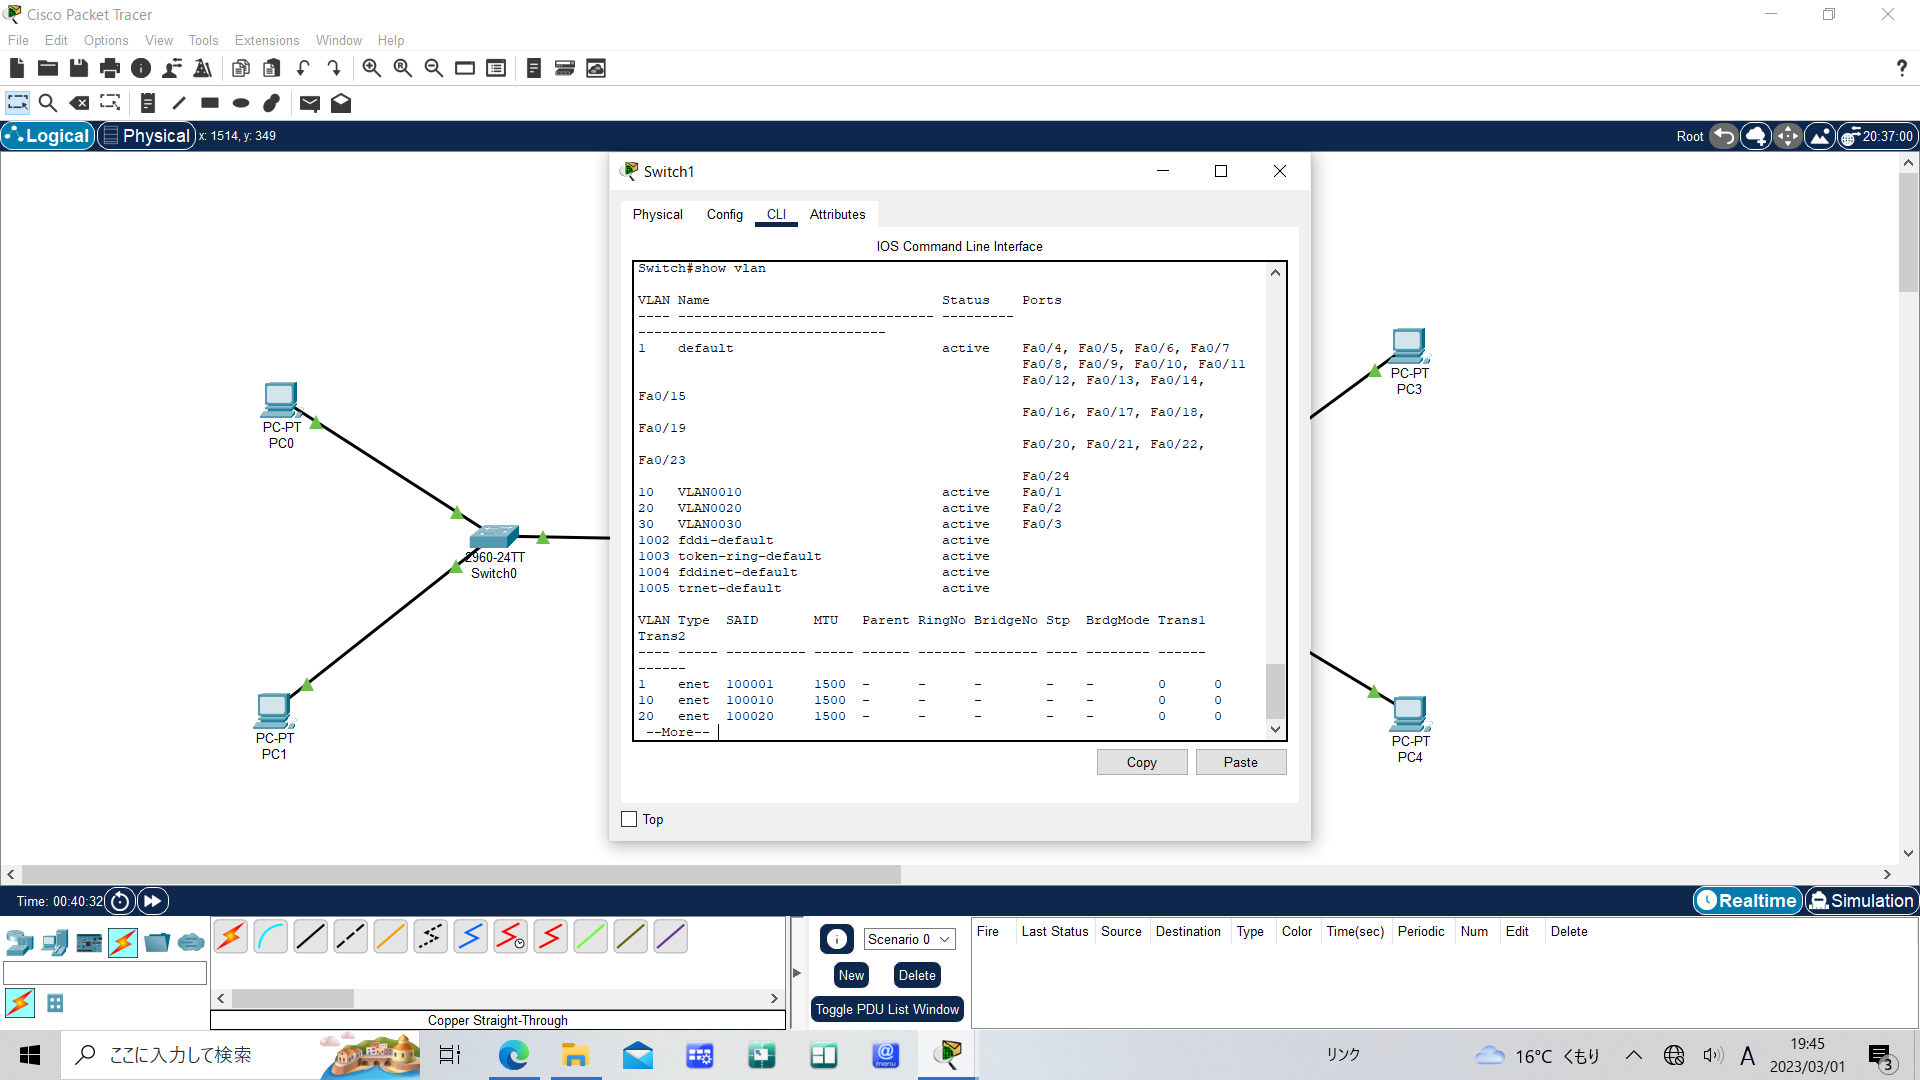 Cisco Packet Tracer
File Edit Options View Tools Extensions Window Help
Logical Physical x: 1514, y: 349 Root 20:37:00
Switch1
Physical Config CLI Attributes
IOS Command Line Interface
Switch#show vlan
VLAN Name Status Ports
---- -------------------------------- ---------
-------------------------------
1 default active Fa0/4, Fa0/5, Fa0/6, Fa0/7
Fa0/8, Fa0/9, Fa0/10, Fa0/11
Fa0/12, Fa0/13, Fa0/14,
Fa0/15
Fa0/16, Fa0/17, Fa0/18,
Fa0/19
Fa0/20, Fa0/21, Fa0/22,
Fa0/23
Fa0/24
10 VLAN0010 active Fa0/1
20 VLAN0020 active Fa0/2
30 VLAN0030 active Fa0/3
1002 fddi-default active
1003 token-ring-default active
1004 fddinet-default active
1005 trnet-default active
VLAN Type SAID MTU Parent RingNo BridgeNo Stp BrdgMode Trans1
Trans2
---- ----- ---------- ----- ------ ------ -------- ---- -------- ------
------
1 enet 100001 1500 - - - - - 0 0
10 enet 100010 1500 - - - - - 0 0
20 enet 100020 1500 - - - - - 0 0
--More--
Copy Paste
Top
PC-PT
PC0
2960-24TT
Switch0
PC-PT
PC1
PC-PT
PC3
PC-PT
PC4
Time: 00:40:32 Realtime Simulation
Scenario 0
New Delete
Toggle PDU List Window
Fire Last Status Source Destination Type Color Time(sec) Periodic Num Edit Delete
Copper Straight-Through
ここに入力して検索
@
menu
リンク
16°C くもり
A
19:45
2023/03/01
3